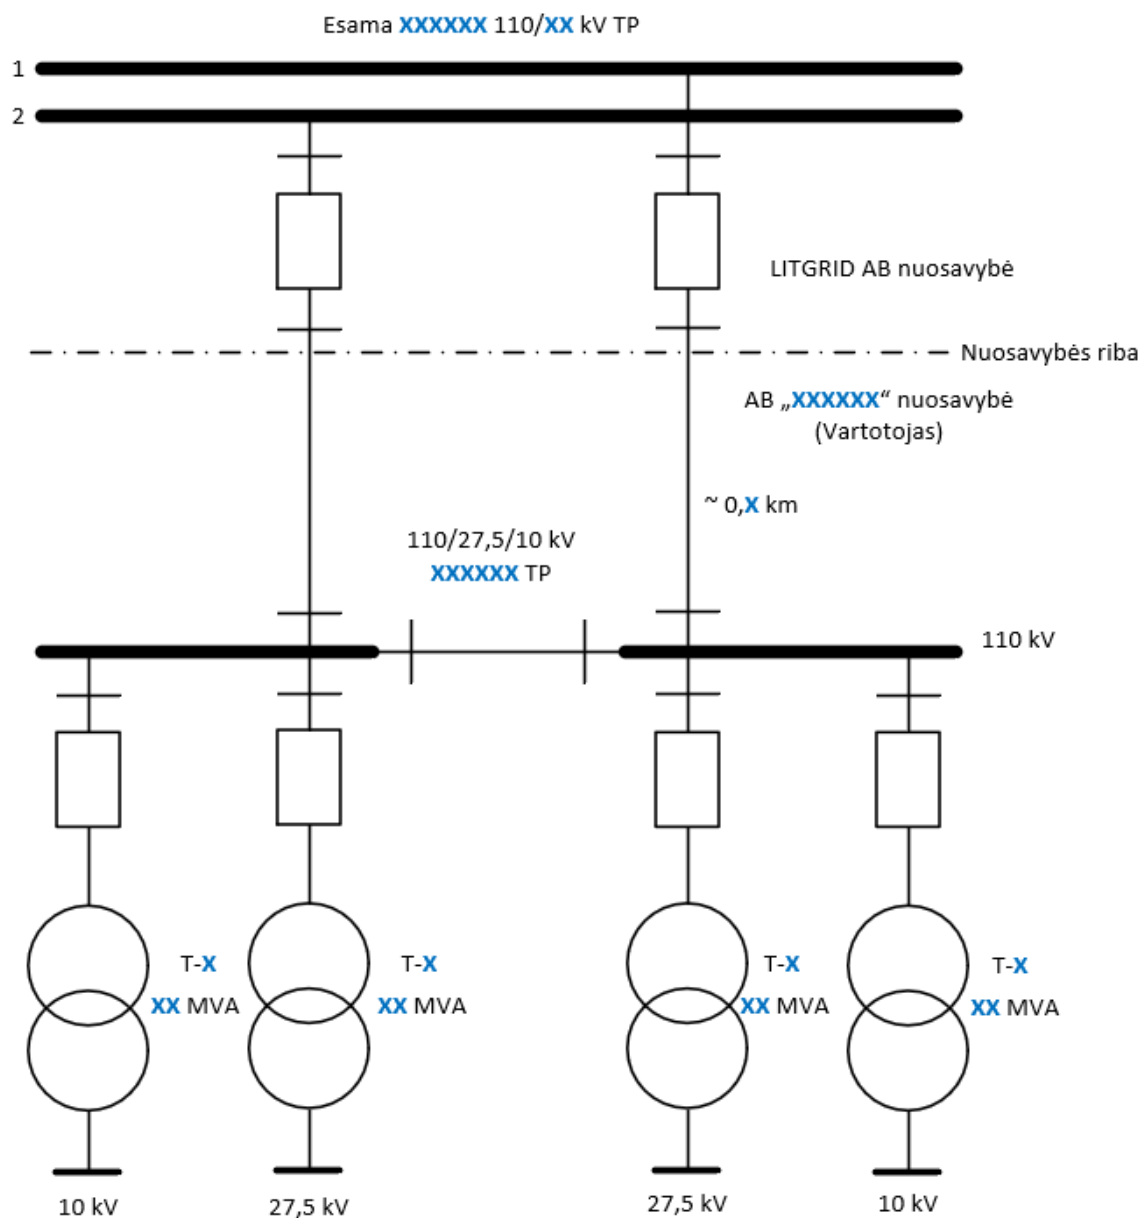 Esama XXXXXX 110/XX kV TP
1
2
LITGRID AB nuosavybė
Nuosavybės riba
AB „XXXXXX“ nuosavybė
(Vartotojas)
~ 0,X km
110/27,5/10 kV
XXXXXX TP
110 kV
T-X
XX MVA
T-X
XX MVA
T-X
XX MVA
T-X
XX MVA
10 kV
27,5 kV
27,5 kV
10 kV